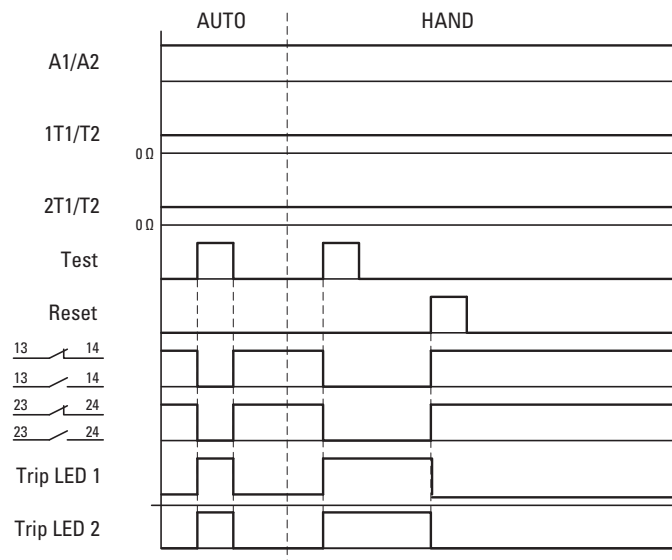 AUTO HAND
A1/A2
1T1/T2
0 Ω
2T1/T2
0 Ω
Test
Reset
13 14
13 14
23 24
23 24
Trip LED 1
Trip LED 2